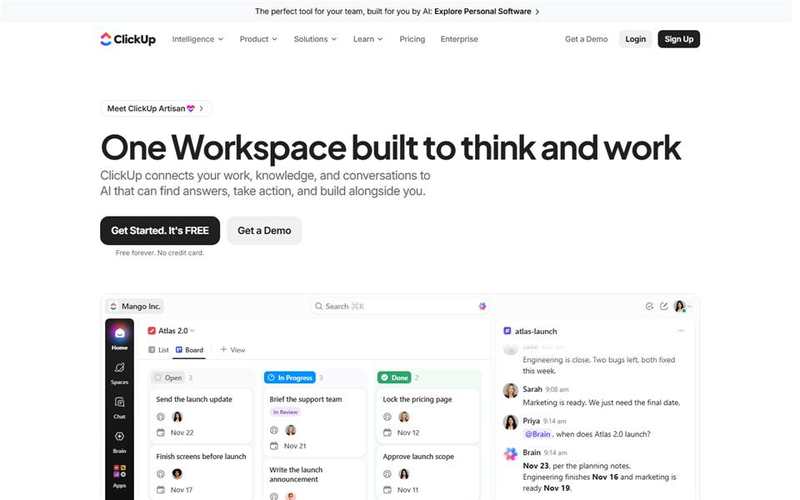 The perfect tool for your team, built for you by AI: Explore Personal Software
ClickUp
Intelligence
Product
Solutions
Learn
Pricing
Enterprise
Get a Demo
Login
Sign Up
Meet ClickUp Artisan
One Workspace built to think and work
ClickUp connects your work, knowledge, and conversations to
AI that can find answers, take action, and build alongside you.
Get Started. It's FREE
Get a Demo
Free forever. No credit card.
Mango Inc.
Search ⌘K
Home
Spaces
Chat
Brain
Apps
Atlas 2.0
List
Board
+ View
Open 3
Send the launch update
Nov 22
Finish screens before launch
Nov 17
In Progress 3
Brief the support team
In Review
Nov 21
Write the launch
announcement
Done 2
Lock the pricing page
Nov 12
Approve launch scope
Nov 11
atlas-launch
Engineering is close. Two bugs left, both fixed
this week.
Sarah 9:08 am
Marketing is ready. We just need the final date.
Priya 9:14 am
@Brain, when does Atlas 2.0 launch?
Brain 9:14 am
Nov 23, per the planning notes.
Engineering finishes Nov 16 and marketing is
ready Nov 19.